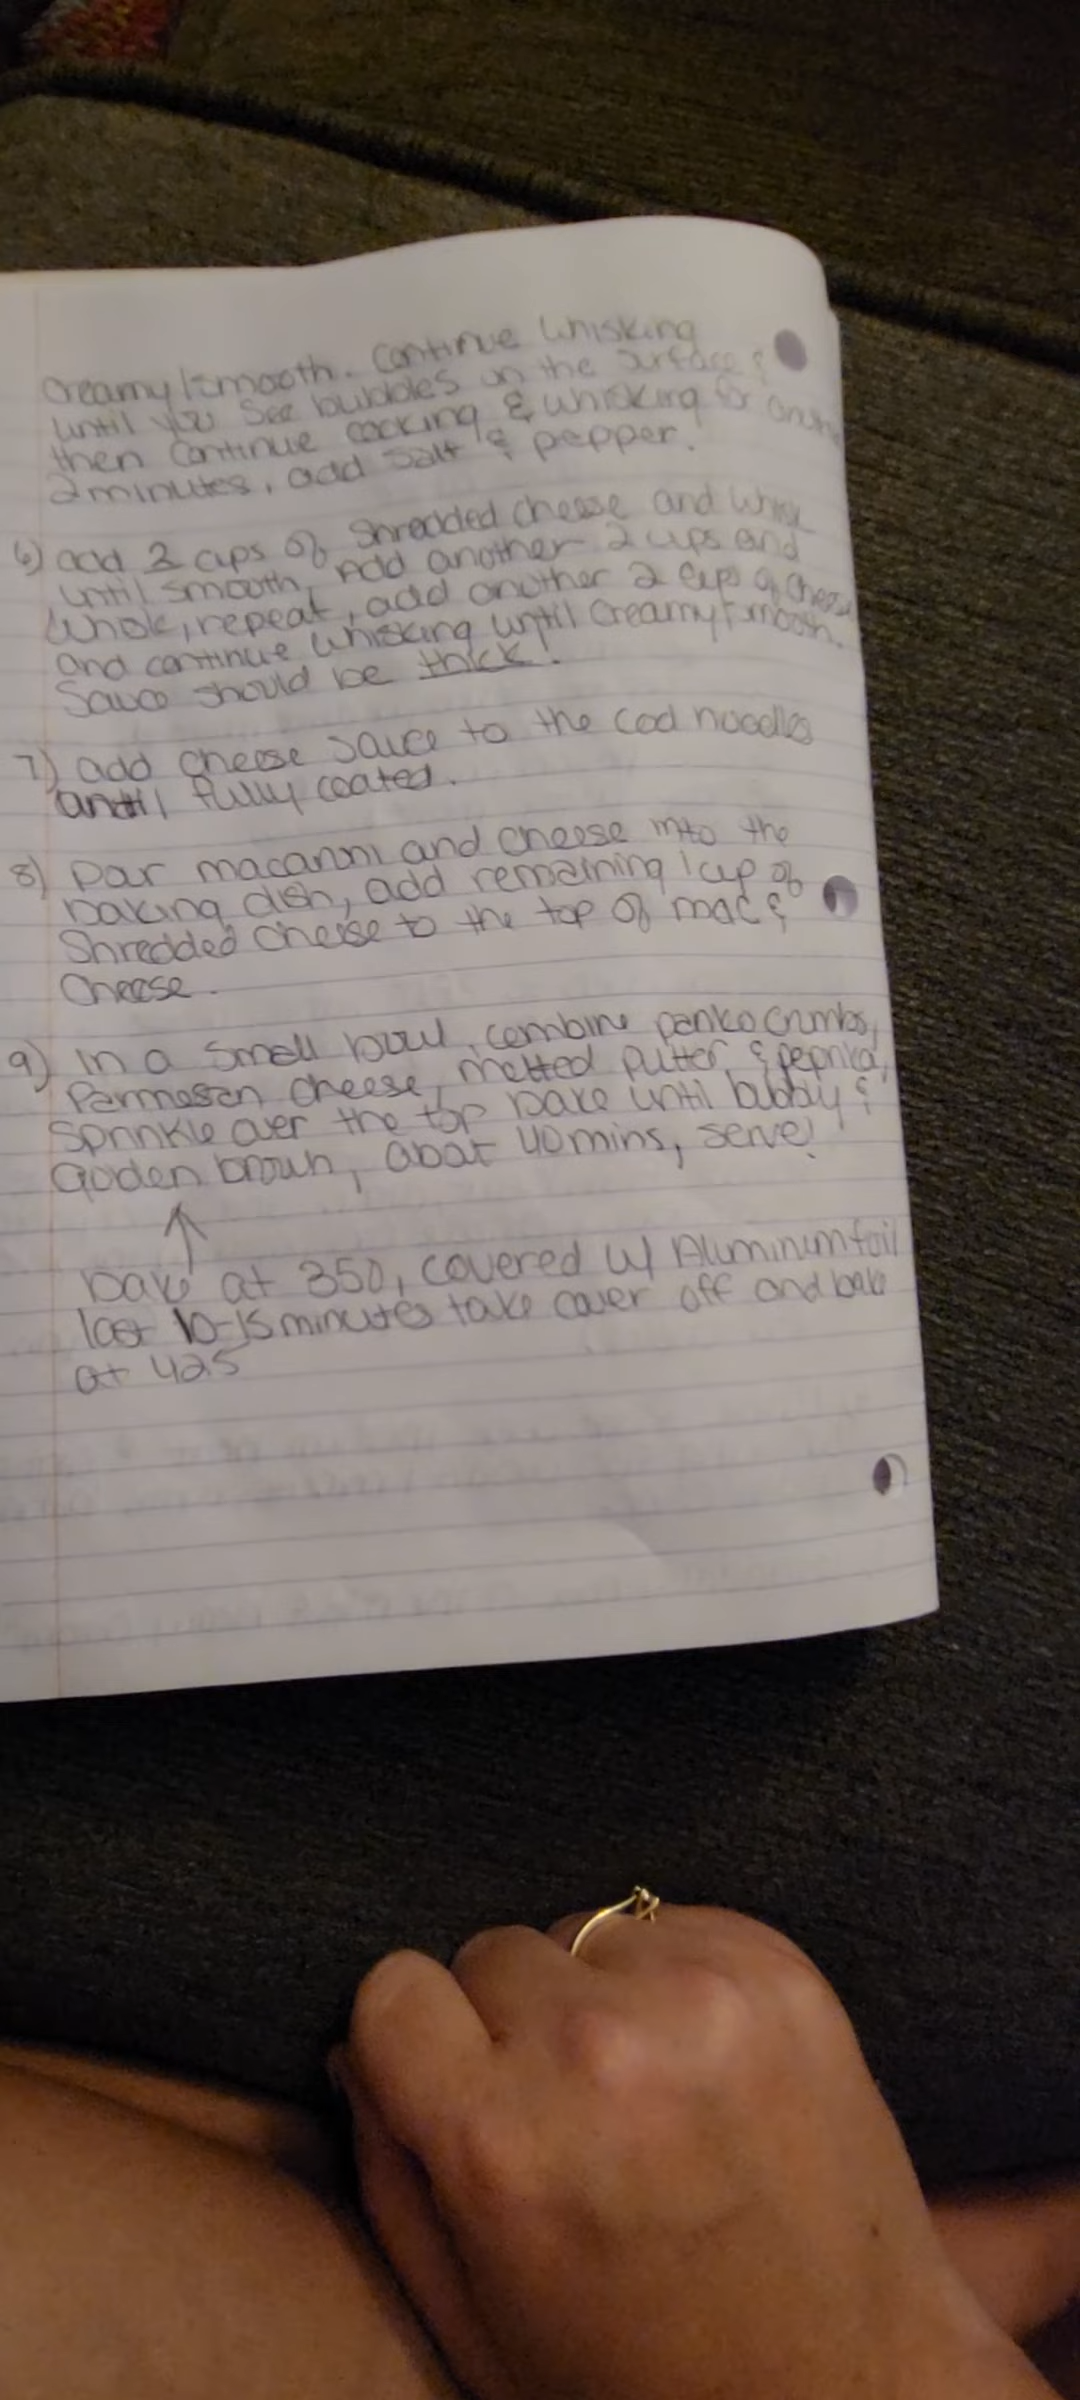 creamy/smooth. Continue whisking
until you see bubbles on the surface &
then continue cooking & whisking for
2 minutes, add salt & pepper.
6) add 2 cups of shredded cheese and whisk
until smooth, Add another 2 cups and
whisk, repeat, add another 2 cups of cheese
and continue whisking until creamy/smooth.
Sauce should be thick!
7) add cheese sauce to the cod noodles
until fully coated.
8) pour macaroni and cheese into the
baking dish, add remaining 1 cup of
shredded cheese to the top of mac &
cheese.
9) in a small bowl, combine panko crumbs,
Parmesan cheese, melted butter & paprika,
Sprinkle over the top bake until bubbly &
golden brown, about 40 mins, serve!
↑
bake at 350, covered w/ Aluminum foil
last 10-15 minutes take cover off and bake
at 425